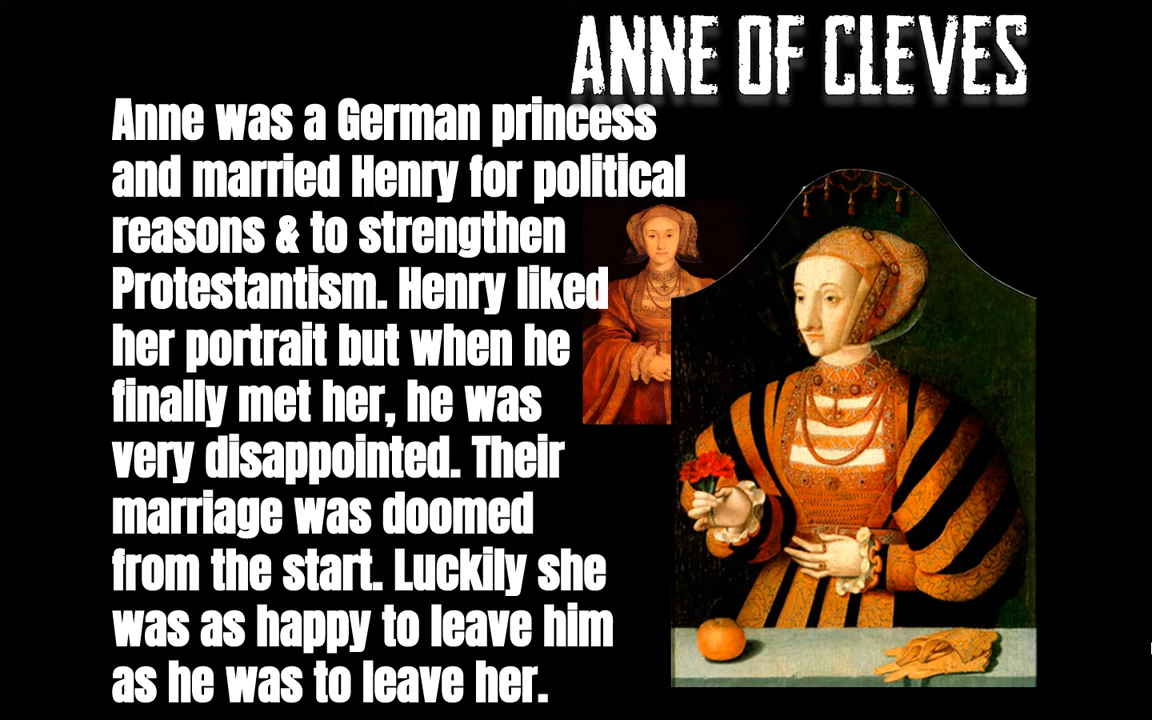 ANNE OF CLEVES
Anne was a German princess
and married Henry for political
reasons & to strengthen
Protestantism. Henry liked
her portrait but when he
finally met her, he was
very disappointed. Their
marriage was doomed
from the start. Luckily she
was as happy to leave him
as he was to leave her.